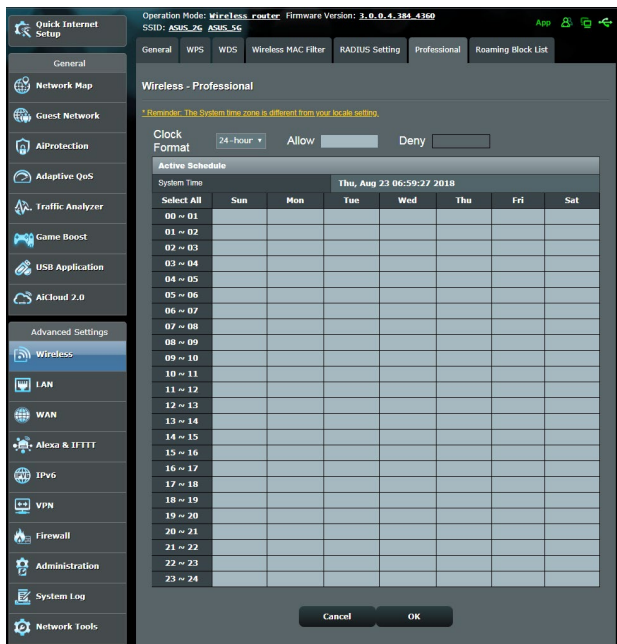 Quick Internet
Setup
Operation Mode: Wireless router Firmware Version: 3.0.0.4.384_4360
SSID: ASUS_2G ASUS_5G
App
General WPS WDS Wireless MAC Filter RADIUS Setting Professional Roaming Block List
General
Network Map
Guest Network
AiProtection
Adaptive QoS
Traffic Analyzer
Game Boost
USB Application
AiCloud 2.0
Advanced Settings
Wireless
LAN
WAN
Alexa & IFTTT
IPv6
VPN
Firewall
Administration
System Log
Network Tools
Wireless - Professional
* Reminder: The System time zone is different from your locale setting.
Clock
Format 24-hour Allow Deny
Active Schedule
System Time Thu, Aug 23 06:59:27 2018
Select All Sun Mon Tue Wed Thu Fri Sat
00 ~ 01
01 ~ 02
02 ~ 03
03 ~ 04
04 ~ 05
05 ~ 06
06 ~ 07
07 ~ 08
08 ~ 09
09 ~ 10
10 ~ 11
11 ~ 12
12 ~ 13
13 ~ 14
14 ~ 15
15 ~ 16
16 ~ 17
17 ~ 18
18 ~ 19
19 ~ 20
20 ~ 21
21 ~ 22
22 ~ 23
23 ~ 24
Cancel OK